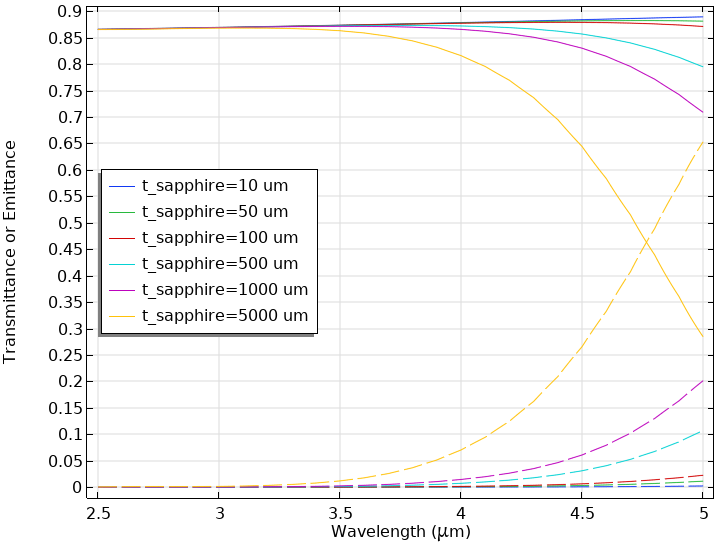 0.9
0.85
0.8
0.75
0.7
0.65
0.6
0.55
0.5
0.45
0.4
0.35
0.3
0.25
0.2
0.15
0.1
0.05
0
Transmittance or Emittance
t_sapphire=10 um
t_sapphire=50 um
t_sapphire=100 um
t_sapphire=500 um
t_sapphire=1000 um
t_sapphire=5000 um
2.5 3 3.5 4 4.5 5
Wavelength (μm)